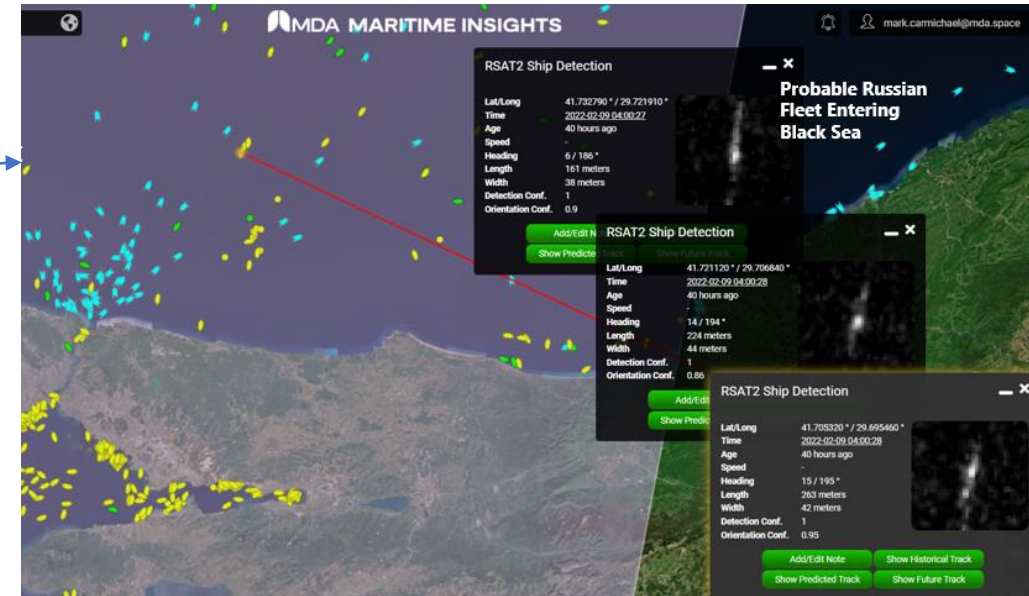 MDA MARITIME INSIGHTS
mark.carmichael@mda.space
RSAT2 Ship Detection
Lat/Long 41.732790 ° / 29.721910 °
Time 2022-02-09 04:00:27
Age 40 hours ago
Speed -
Heading 6 / 186 °
Length 161 meters
Width 38 meters
Detection Conf. 1
Orientation Conf. 0.9
Add/Edit N
Show Predicte
Probable Russian
Fleet Entering
Black Sea
RSAT2 Ship Detection
Lat/Long 41.721120 ° / 29.706840 °
Time 2022-02-09 04:00:28
Age 40 hours ago
Speed -
Heading 14 / 194 °
Length 224 meters
Width 44 meters
Detection Conf. 1
Orientation Conf. 0.86
Add/Edit
Show Predic
RSAT2 Ship Detection
Lat/Long 41.705320 ° / 29.695460 °
Time 2022-02-09 04:00:28
Age 40 hours ago
Speed -
Heading 15 / 195 °
Length 263 meters
Width 42 meters
Detection Conf. 1
Orientation Conf. 0.95
Add/Edit Note Show Historical Track
Show Predicted Track Show Future Track